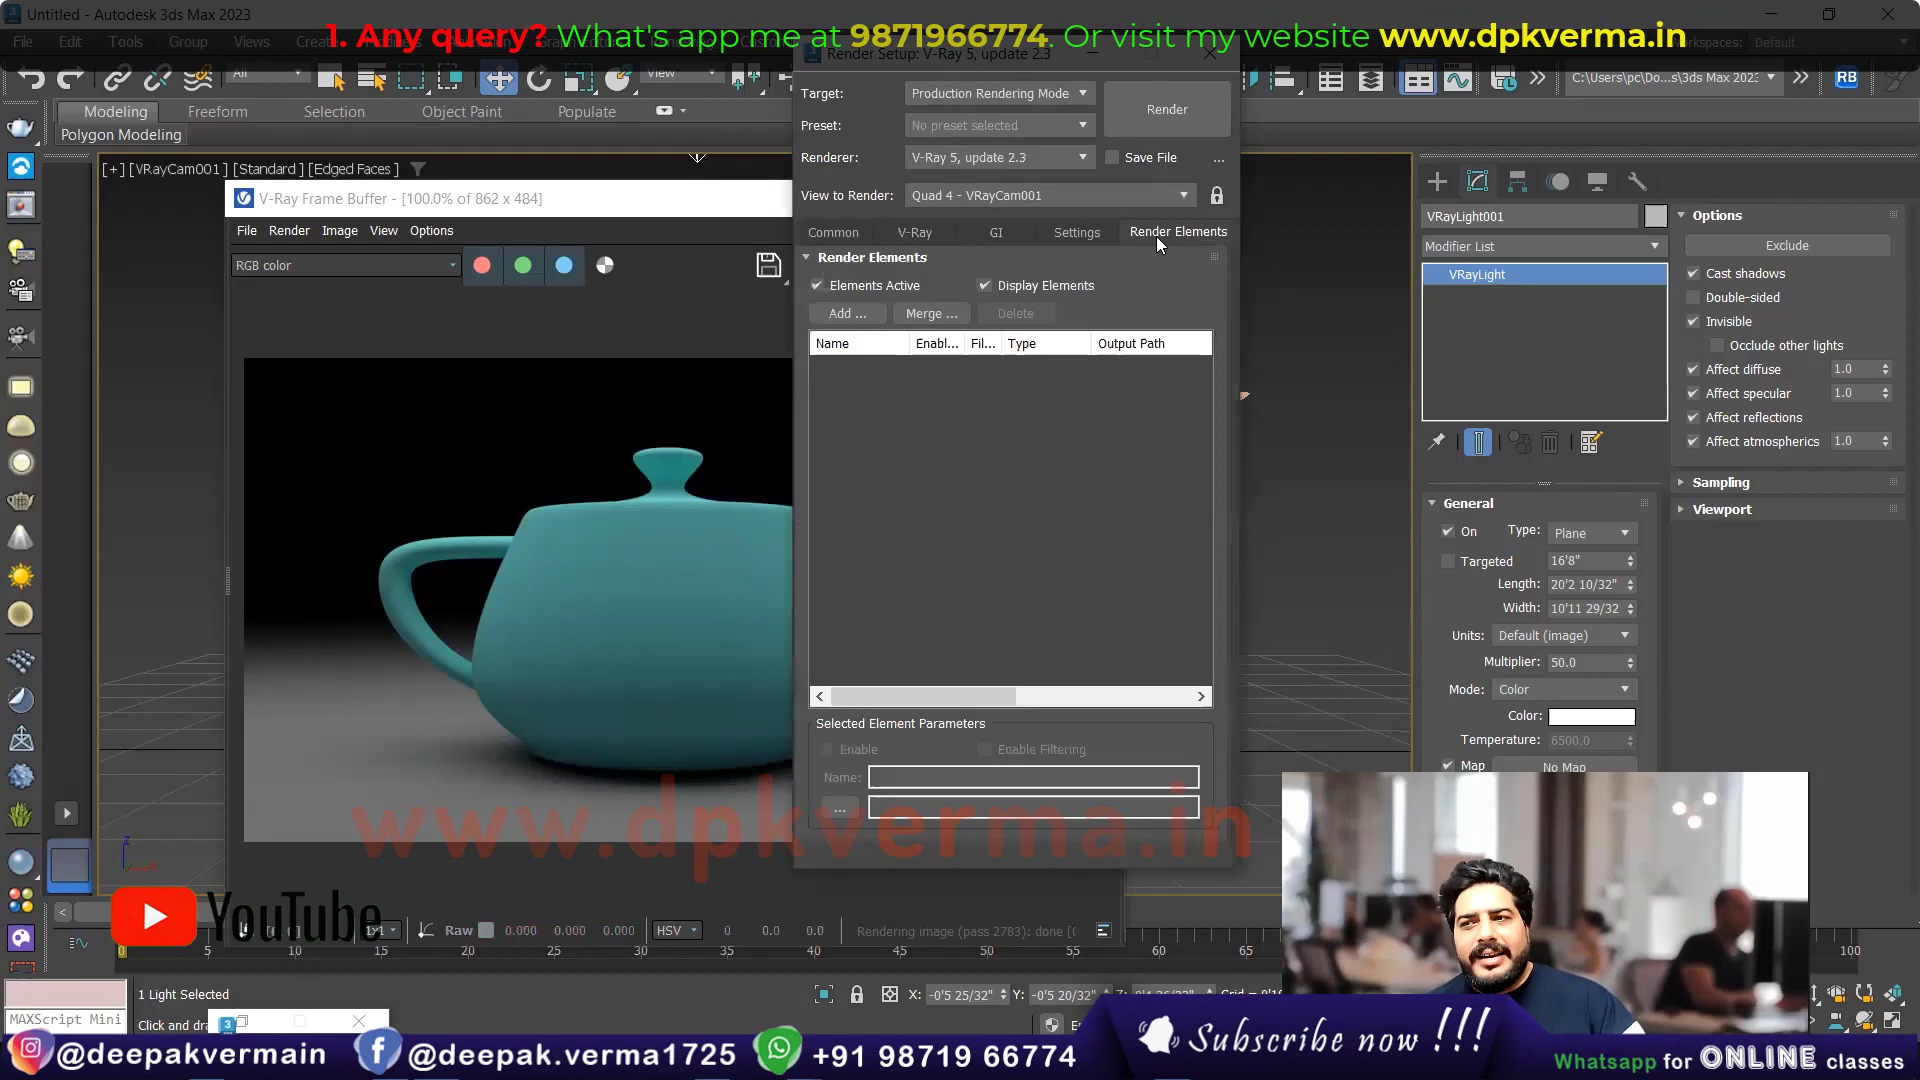 Untitled - Autodesk 3ds Max 2023
1. Any query? What's app me at 9871966774. Or visit my website www.dpkverma.in
File Edit Tools Group Views
Workspaces: Default
Render Setup: V-Ray 5, update 2.3
All
View
C:\Users\pc\Do...s\3ds Max 2023
RB
Modeling Freeform Selection Object Paint Populate
Polygon Modeling
[+] [VRayCam001] [Standard] [Edged Faces]
V-Ray Frame Buffer - [100.0% of 862 x 484]
File Render Image View Options
RGB color
Target: Production Rendering Mode
Render
Preset: No preset selected
Renderer: V-Ray 5, update 2.3
Save File ...
View to Render: Quad 4 - VRayCam001
Common V-Ray GI Settings Render Elements
Render Elements
Elements Active Display Elements
Add ... Merge ... Delete
Name Enabl... Fil... Type Output Path
Selected Element Parameters
Enable Enable Filtering
Name:
...
VRayLight001
Modifier List
VRayLight
Options
Exclude
Cast shadows
Double-sided
Invisible
Occlude other lights
Affect diffuse 1.0
Affect specular 1.0
Affect reflections
Affect atmospherics 1.0
Sampling
Viewport
General
On Type: Plane
Targeted 16'8"
Length: 20'2 10/32"
Width: 10'11 29/32
Units: Default (image)
Multiplier: 50.0
Mode: Color
Color:
Temperature: 6500,0
Map No Map
www.dpkverma.in
YouTube
1x1 Raw 0.000 0.000 0.000 HSV 0 0.0 0.0 Rendering image (pass 2783): done
0 5 10 15 20 25 30 35 40 45 50 55 60 65 100
1 Light Selected
X: -0'5 25/32" Y: -0'5 20/32" Z:
MAXScript Mini
Click and dra
@deepakvermain @deepak.verma1725 +91 98719 66774
Subscribe now !!!
Whatsapp for ONLINE classes